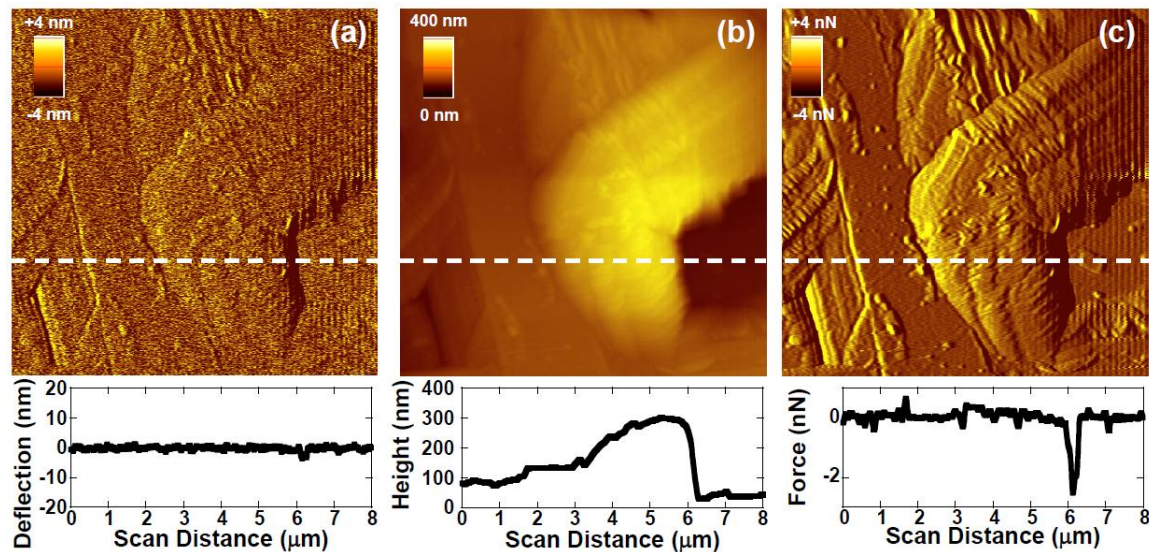 +4 nm
-4 nm
(a)
400 nm
0 nm
(b)
+4 nN
-4 nN
(c)
Deflection (nm)
20
10
0
-10
-20
0 1 2 3 4 5 6 7 8
Scan Distance (μm)
Height (nm)
400
300
200
100
0
0 1 2 3 4 5 6 7 8
Scan Distance (μm)
Force (nN)
0
-2
0 1 2 3 4 5 6 7 8
Scan Distance (μm)